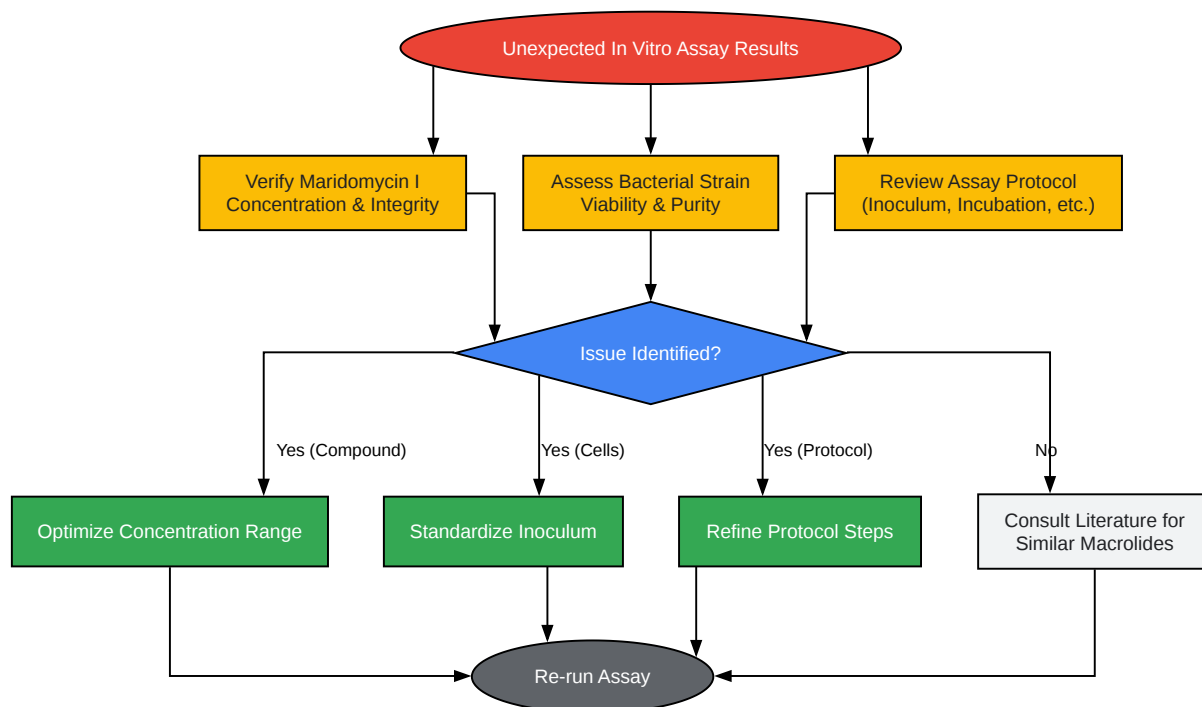 Unexpected In Vitro Assay Results
Verify Maridomycin I
Concentration & Integrity
Assess Bacterial Strain
Viability & Purity
Review Assay Protocol
(Inoculum, Incubation, etc.)
Issue Identified?
Yes (Compound)
Yes (Cells)
Yes (Protocol)
No
Optimize Concentration Range
Standardize Inoculum
Refine Protocol Steps
Consult Literature for
Similar Macrolides
Re-run Assay